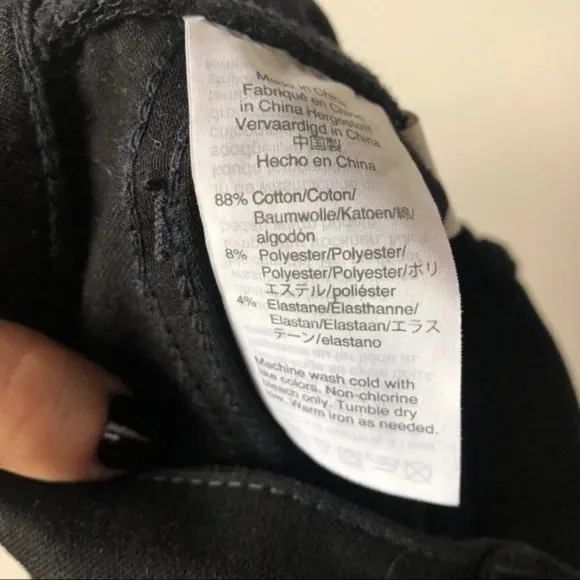 Made in China
Fabriqué en Chine
in China Hergestellt
Vervaardigd in China
中国製
Hecho en China
88% Cotton/Coton/
Baumwolle/Katoen/綿/
algodón
8% Polyester/Polyester/
Polyester/Polyester/ポリ
エステル/poliéster
4% Elastane/Élasthanne/
Elastan/Elastaan/エラス
テーン/elastano
Machine wash cold with
like colors. Non-chlorine
bleach only. Tumble dry
low. Warm iron as needed.